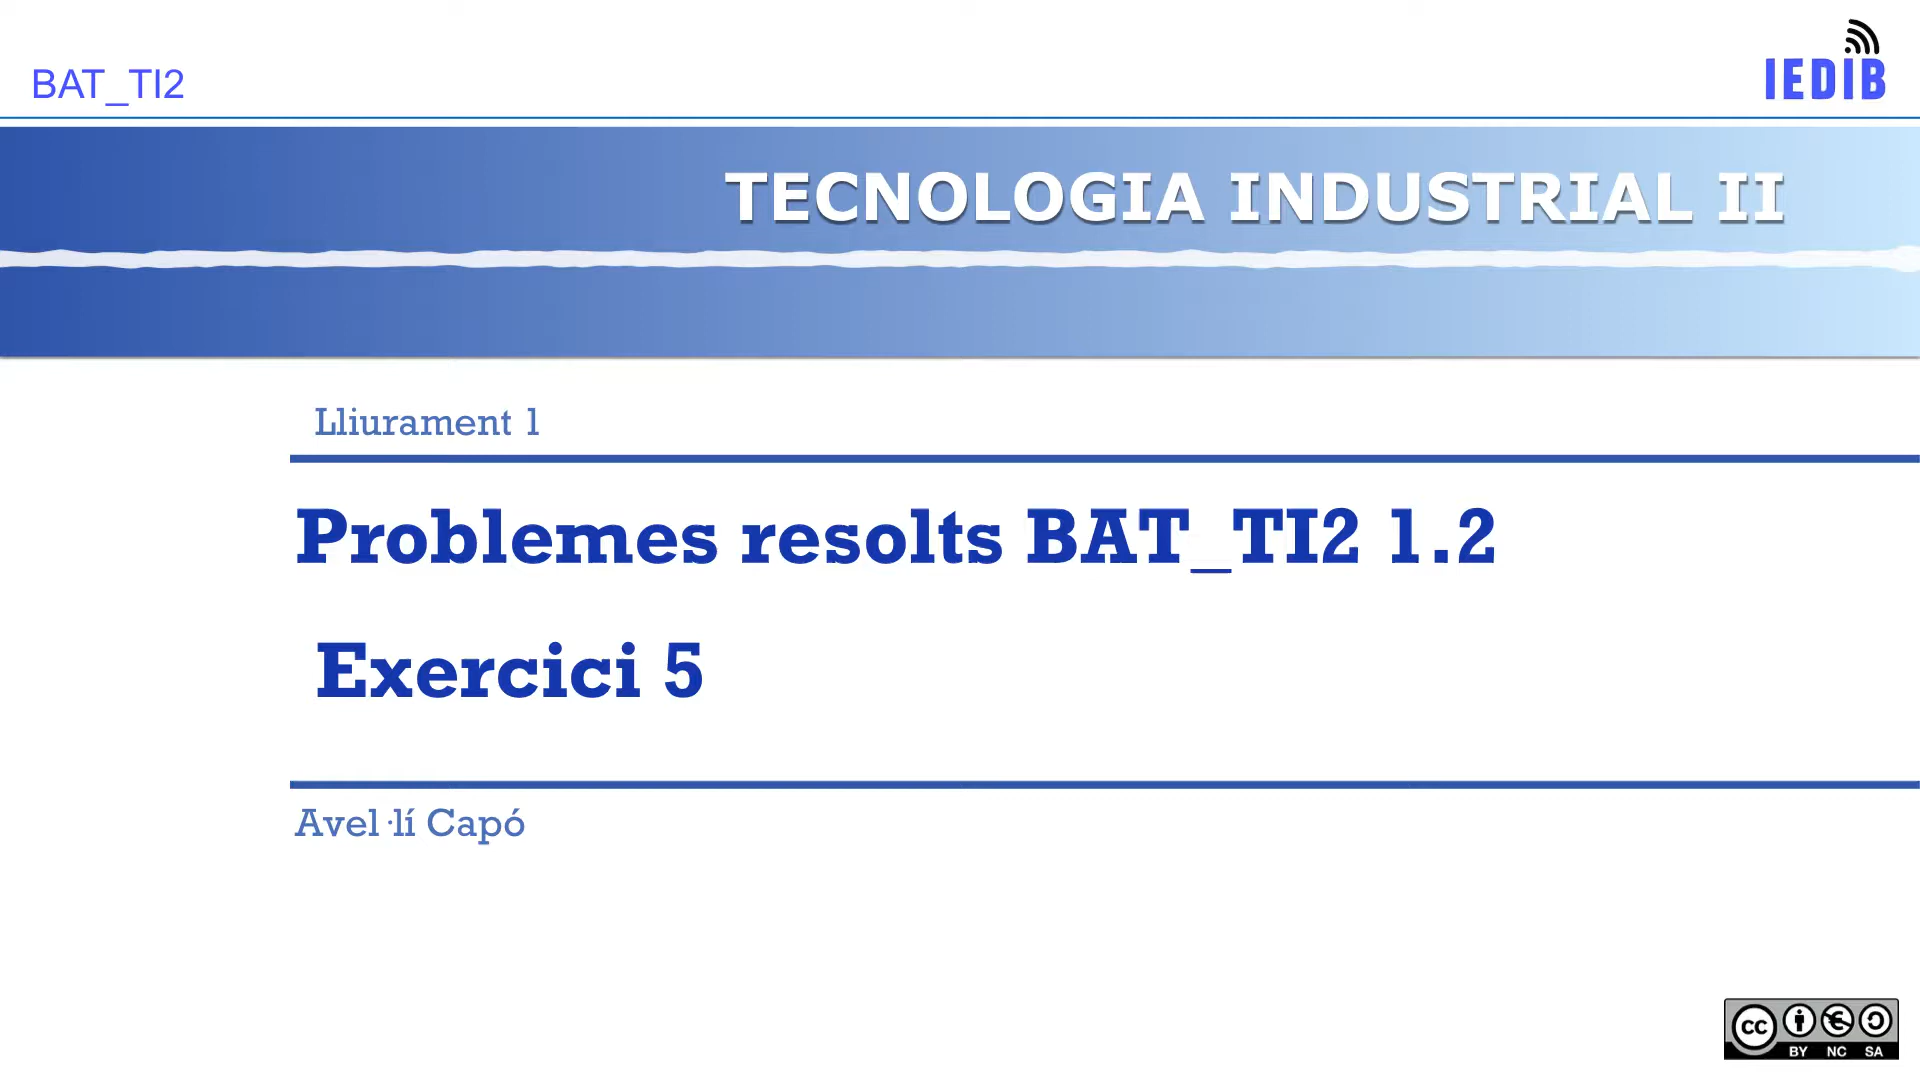 BAT_TI2
IEDIB
TECNOLOGIA INDUSTRIAL II
Lliurament 1
Problemes resolts BAT_TI2 1.2
Exercici 5
Avel·lí Capó
cc
BY NC SA